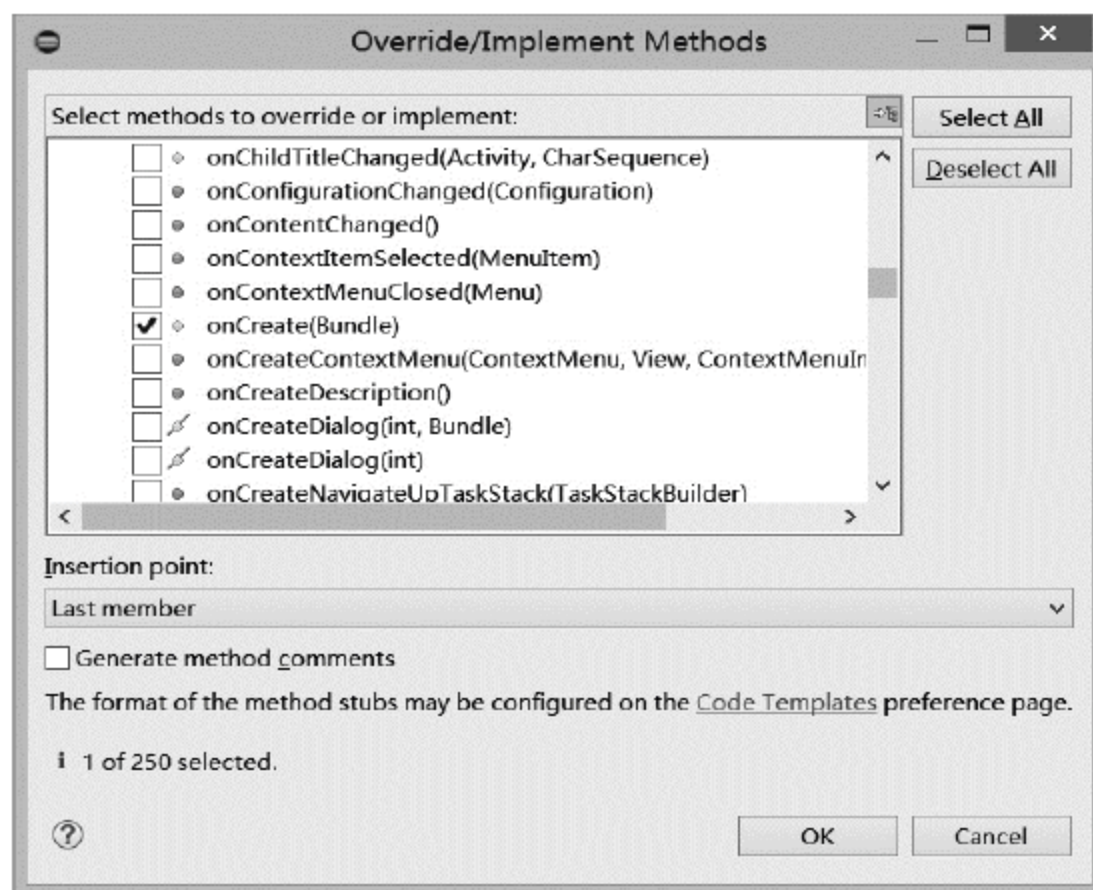 Override/Implement Methods
Select methods to override or implement:
Select All
Deselect All
onChildTitleChanged(Activity, CharSequence)
onConfigurationChanged(Configuration)
onContentChanged()
onContextItemSelected(MenuItem)
onContextMenuClosed(Menu)
onCreate(Bundle)
onCreateContextMenu(ContextMenu, View, ContextMenuIn
onCreateDescription()
onCreateDialog(int, Bundle)
onCreateDialog(int)
onCreateNavigateUpTaskStack(TaskStackBuilder)
Insertion point:
Last member
Generate method comments
The format of the method stubs may be configured on the Code Templates preference page.
1 of 250 selected.
OK
Cancel